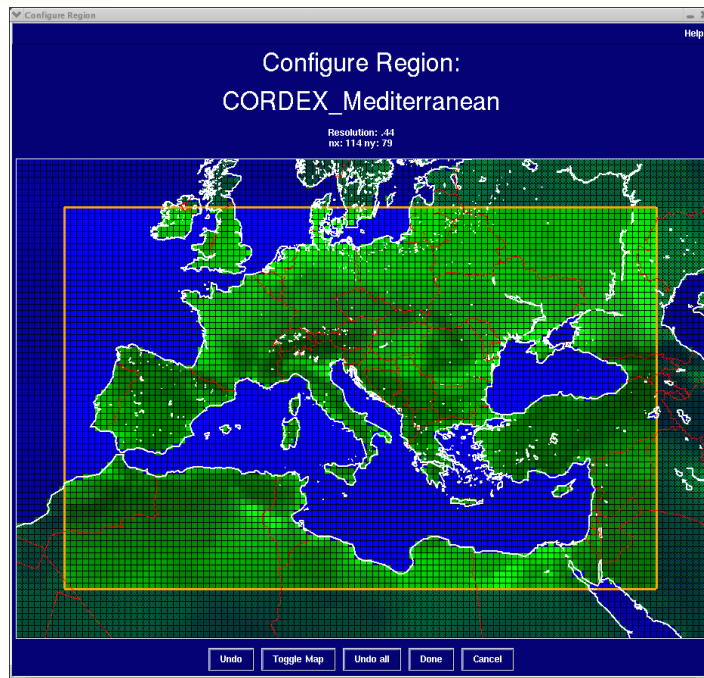 Configure Region
Help
Configure Region:
CORDEX_Mediterranean
Resolution: .44
nx: 114 ny: 79
Undo
Toggle Map
Undo all
Done
Cancel